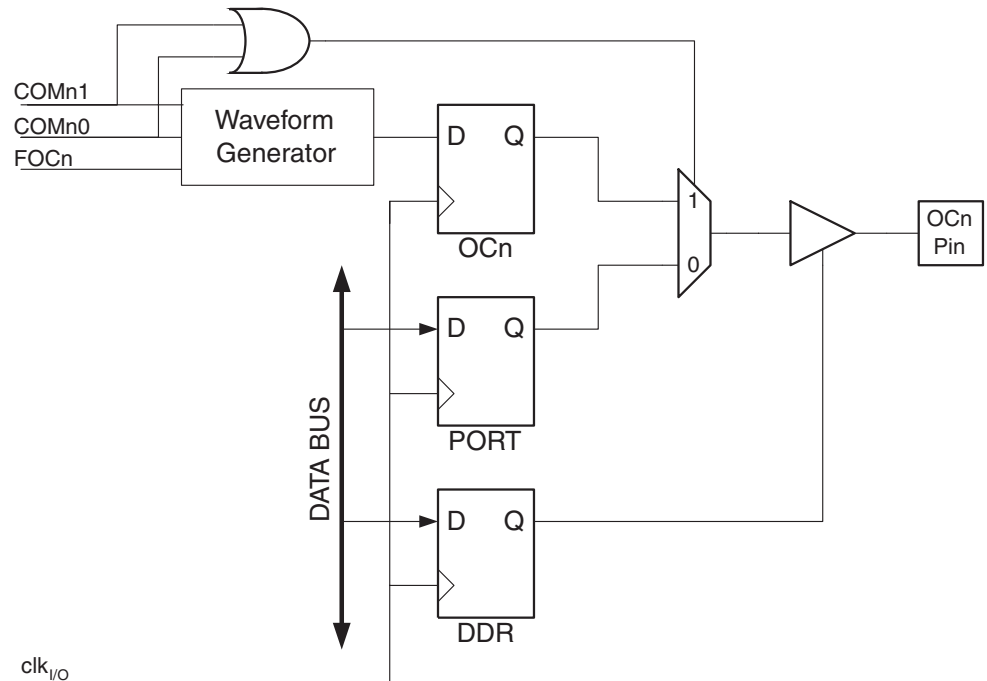 COMn1
COMn0
FOCn
Waveform
Generator
D Q
OCn
1
0
OCn
Pin
D Q
PORT
DATA BUS
D Q
DDR
clkI/O